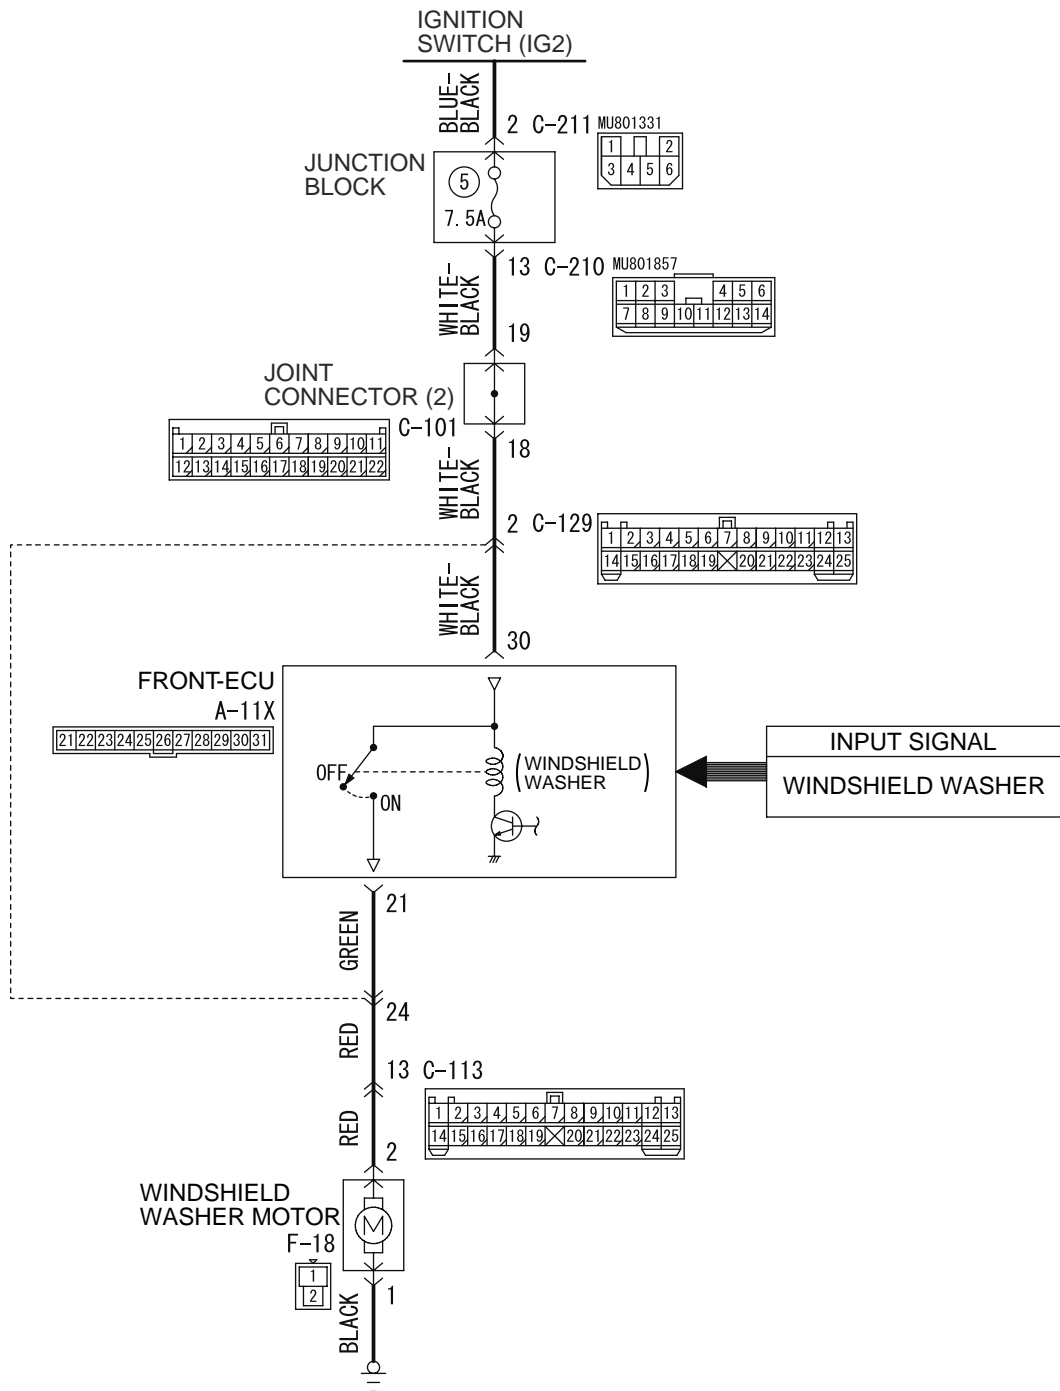 IGNITION
SWITCH (IG2)
BLUE-
BLACK
2 C-211 MU801331
1 2
3 4 5 6
JUNCTION
BLOCK
5
7.5A
13 C-210 MU801857
1 2 3 4 5 6
7 8 9 10 11 12 13 14
WHITE-
BLACK
19
JOINT
CONNECTOR (2)
C-101
1 2 3 4 5 6 7 8 9 10 11
12 13 14 15 16 17 18 19 20 21 22
18
WHITE-
BLACK
2 C-129
1 2 3 4 5 6 7 8 9 10 11 12 13
14 15 16 17 18 19 20 21 22 23 24 25
WHITE-
BLACK
30
FRONT-ECU
A-11X
21 22 23 24 25 26 27 28 29 30 31
OFF
ON
(WINDSHIELD
WASHER)
INPUT SIGNAL
WINDSHIELD WASHER
21
GREEN
24
RED
13 C-113
1 2 3 4 5 6 7 8 9 10 11 12 13
14 15 16 17 18 19 20 21 22 23 24 25
RED
2
WINDSHIELD
WASHER MOTOR
M
F-18
1
2
1
BLACK